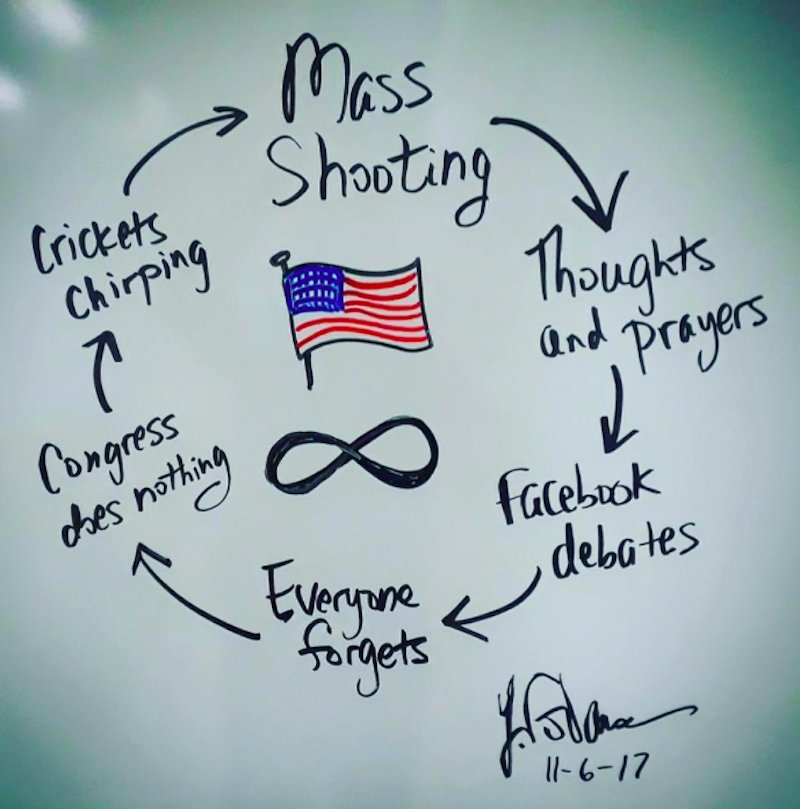 Mass
Shooting
Thoughts
and prayers
Facebook
debates
Everyone
forgets
Congress
does nothing
Crickets
chirping
11-6-17